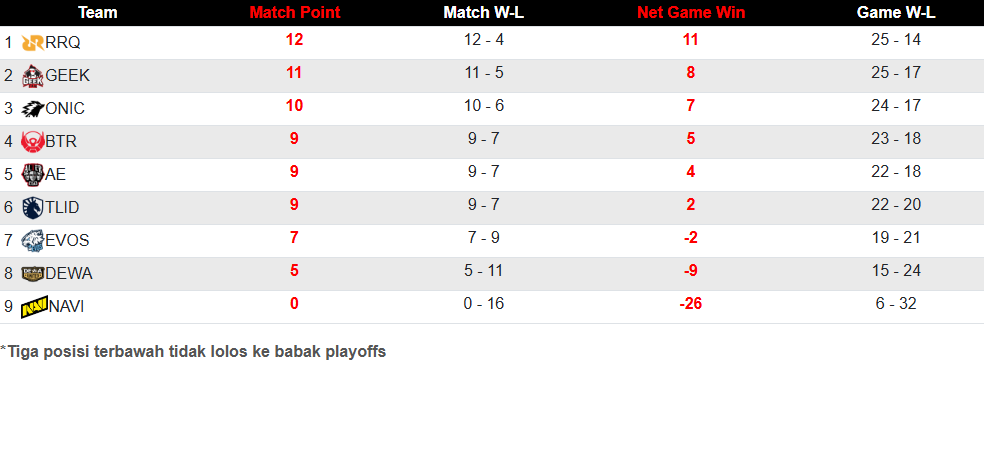 Team Match Point Match W-L Net Game Win Game W-L
1 RRQ 12 12 - 4 11 25 - 14
2 GEEK 11 11 - 5 8 25 - 17
3 ONIC 10 10 - 6 7 24 - 17
4 BTR 9 9 - 7 5 23 - 18
5 AE 9 9 - 7 4 22 - 18
6 TLID 9 9 - 7 2 22 - 20
7 EVOS 7 7 - 9 -2 19 - 21
8 DEWA 5 5 - 11 -9 15 - 24
9 NAVI 0 0 - 16 -26 6 - 32
*Tiga posisi terbawah tidak lolos ke babak playoffs